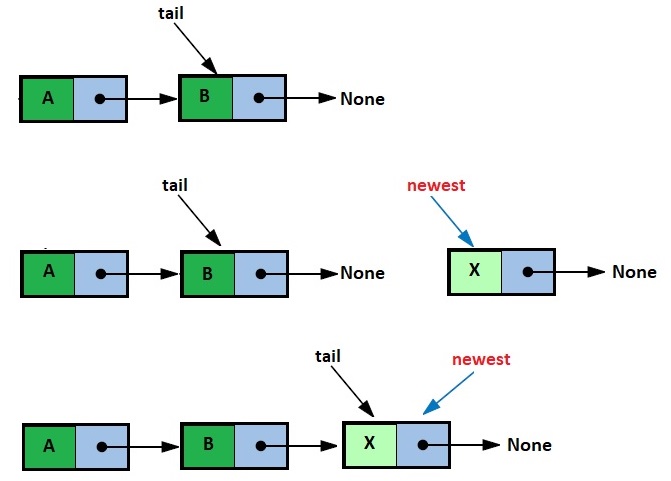 tail
A B None
tail newest
A B None X None
tail newest
A B X None